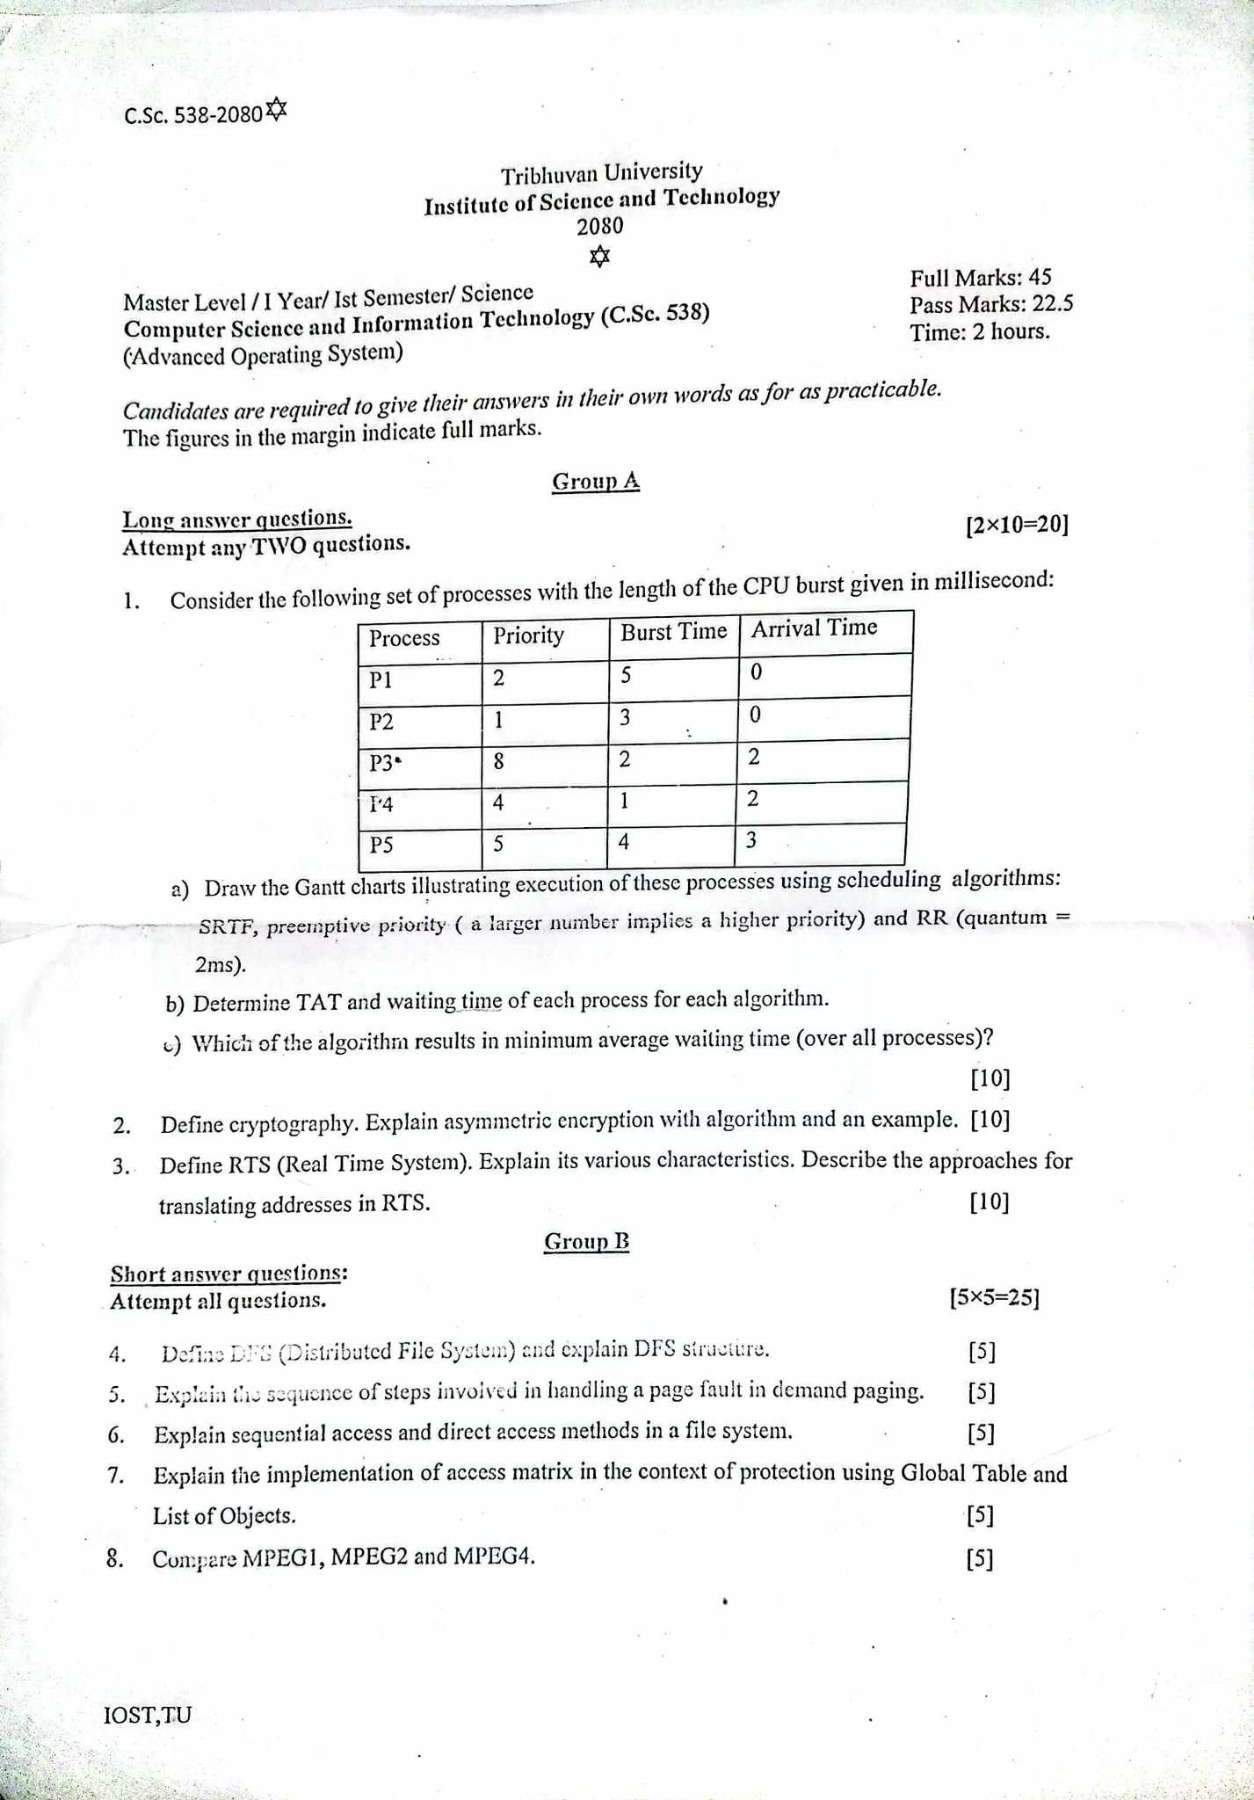 C.Sc. 538-2080✡
Tribhuvan University
Institute of Science and Technology
2080
✡
Master Level / I Year/ Ist Semester/ Science
Computer Science and Information Technology (C.Sc. 538)
(Advanced Operating System)
Full Marks: 45
Pass Marks: 22.5
Time: 2 hours.
Candidates are required to give their answers in their own words as for as practicable.
The figures in the margin indicate full marks.
Group A
Long answer questions.
Attempt any TWO questions. [2×10=20]
1. Consider the following set of processes with the length of the CPU burst given in millisecond:
Process Priority Burst Time Arrival Time
P1 2 5 0
P2 1 3 0
P3 8 2 2
P4 4 1 2
P5 5 4 3
a) Draw the Gantt charts illustrating execution of these processes using scheduling algorithms:
SRTF, preemptive priority ( a larger number implies a higher priority) and RR (quantum =
2ms).
b) Determine TAT and waiting time of each process for each algorithm.
c) Which of the algorithm results in minimum average waiting time (over all processes)?
[10]
2. Define cryptography. Explain asymmetric encryption with algorithm and an example. [10]
3. Define RTS (Real Time System). Explain its various characteristics. Describe the approaches for
translating addresses in RTS. [10]
Group B
Short answer questions:
Attempt all questions. [5×5=25]
4. Define DFS (Distributed File System) and explain DFS structure. [5]
5. Explain the sequence of steps involved in handling a page fault in demand paging. [5]
6. Explain sequential access and direct access methods in a file system. [5]
7. Explain the implementation of access matrix in the context of protection using Global Table and
List of Objects. [5]
8. Compare MPEG1, MPEG2 and MPEG4. [5]
IOST,TU